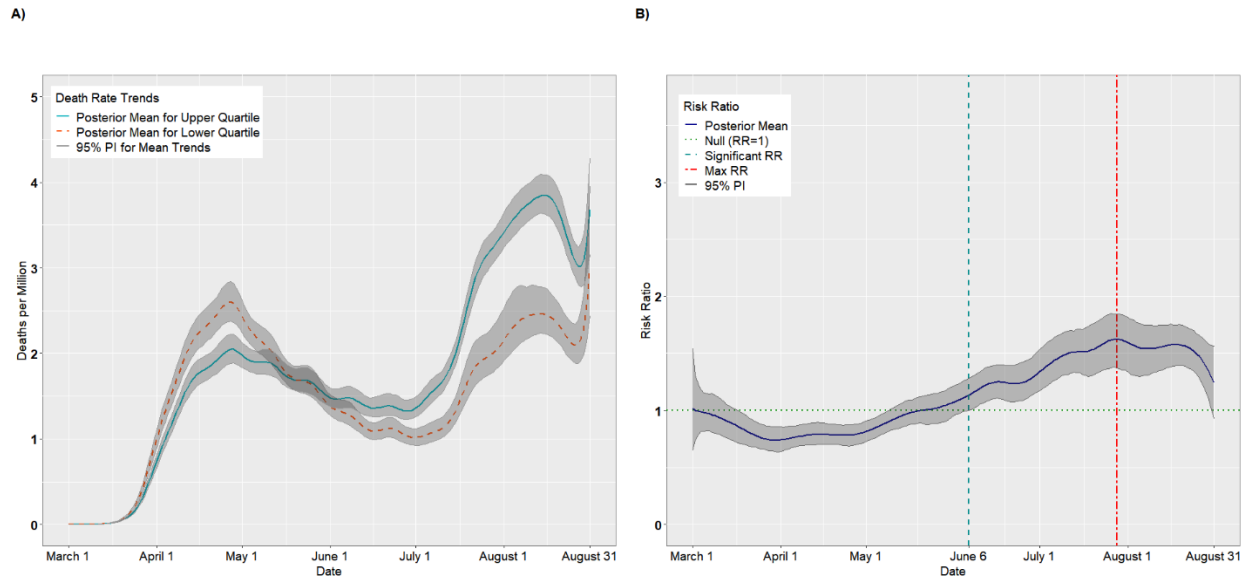 A)
Death Rate Trends
Posterior Mean for Upper Quartile
Posterior Mean for Lower Quartile
95% PI for Mean Trends
Deaths per Million
5
4
3
2
1
0
March 1 April 1 May 1 June 1 July 1 August 1 August 31
Date
B)
Risk Ratio
Posterior Mean
Null (RR=1)
Significant RR
Max RR
95% PI
Risk Ratio
3
2
1
0
March 1 April 1 May 1 June 6 July 1 August 1 August 31
Date